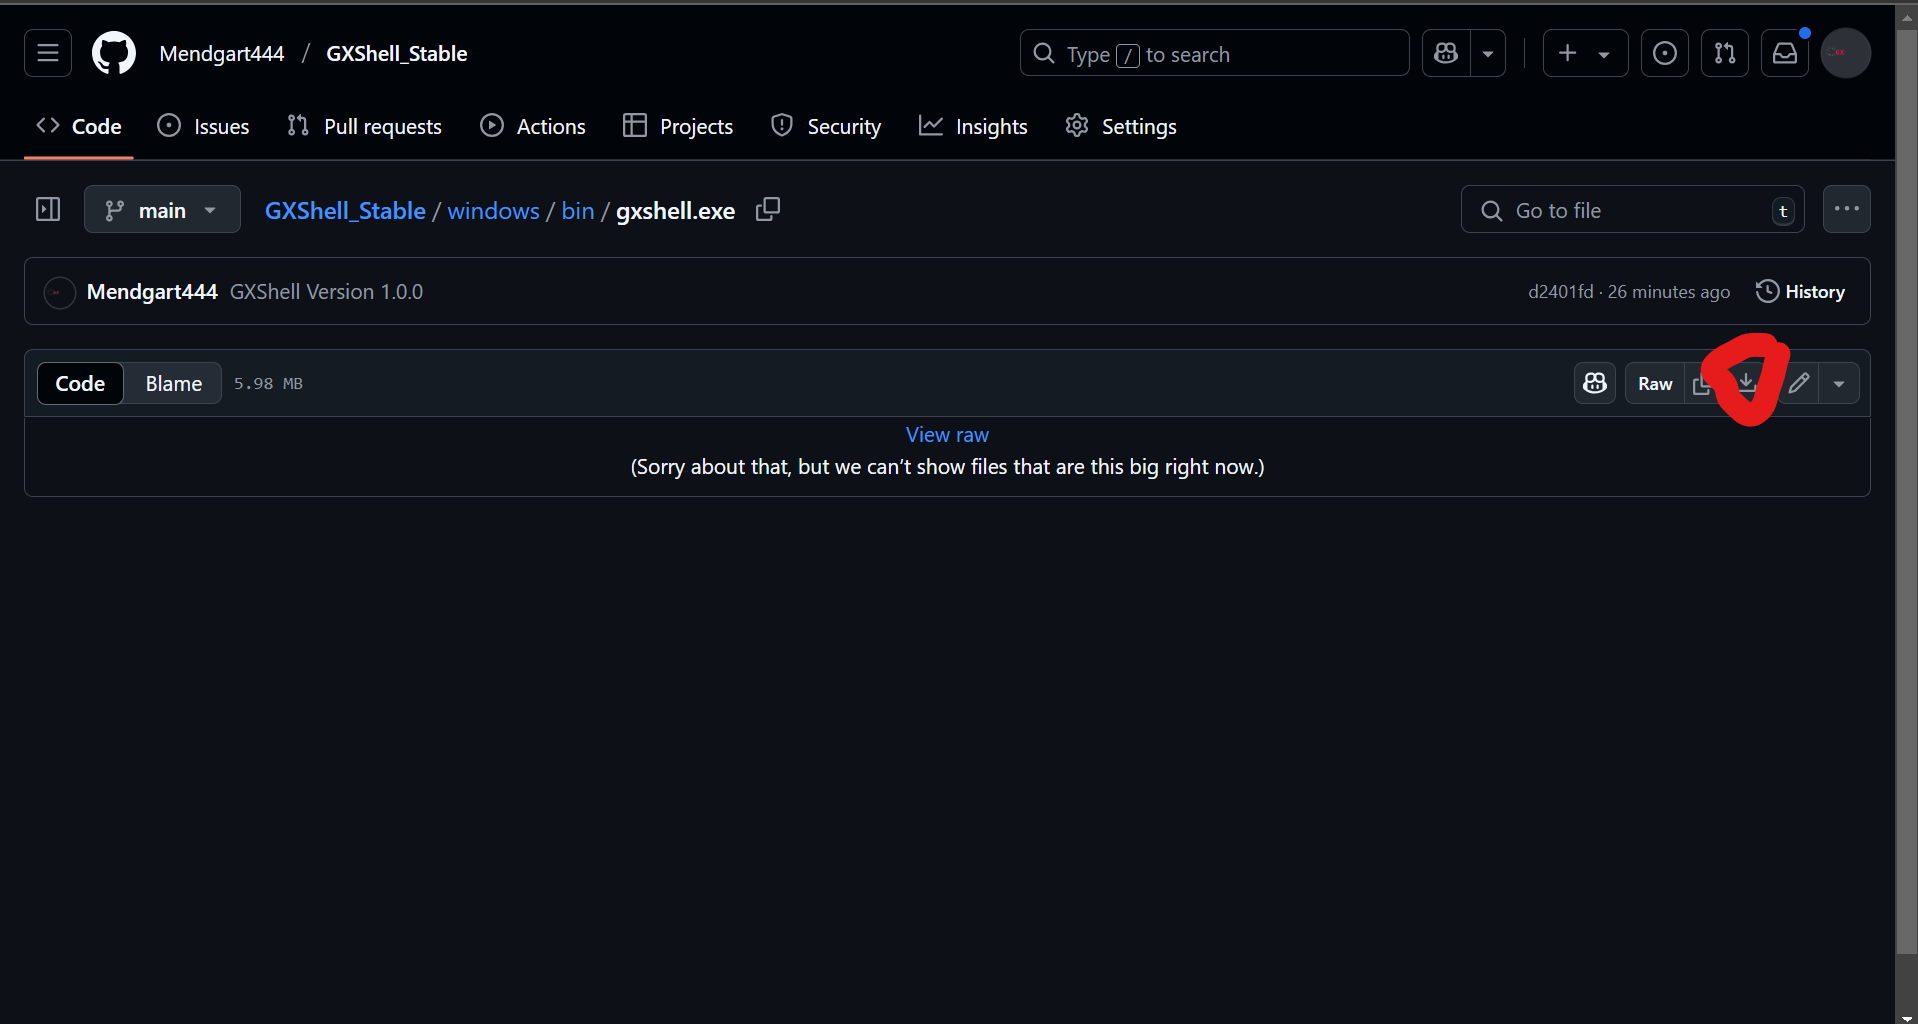 Mendgart444 / GXShell_Stable
Type / to search
Code Issues Pull requests Actions Projects Security Insights Settings
main
GXShell_Stable / windows / bin / gxshell.exe
Go to file t
Mendgart444 GXShell Version 1.0.0
d2401fd · 26 minutes ago History
Code Blame 5.98 MB
Raw
View raw
(Sorry about that, but we can’t show files that are this big right now.)